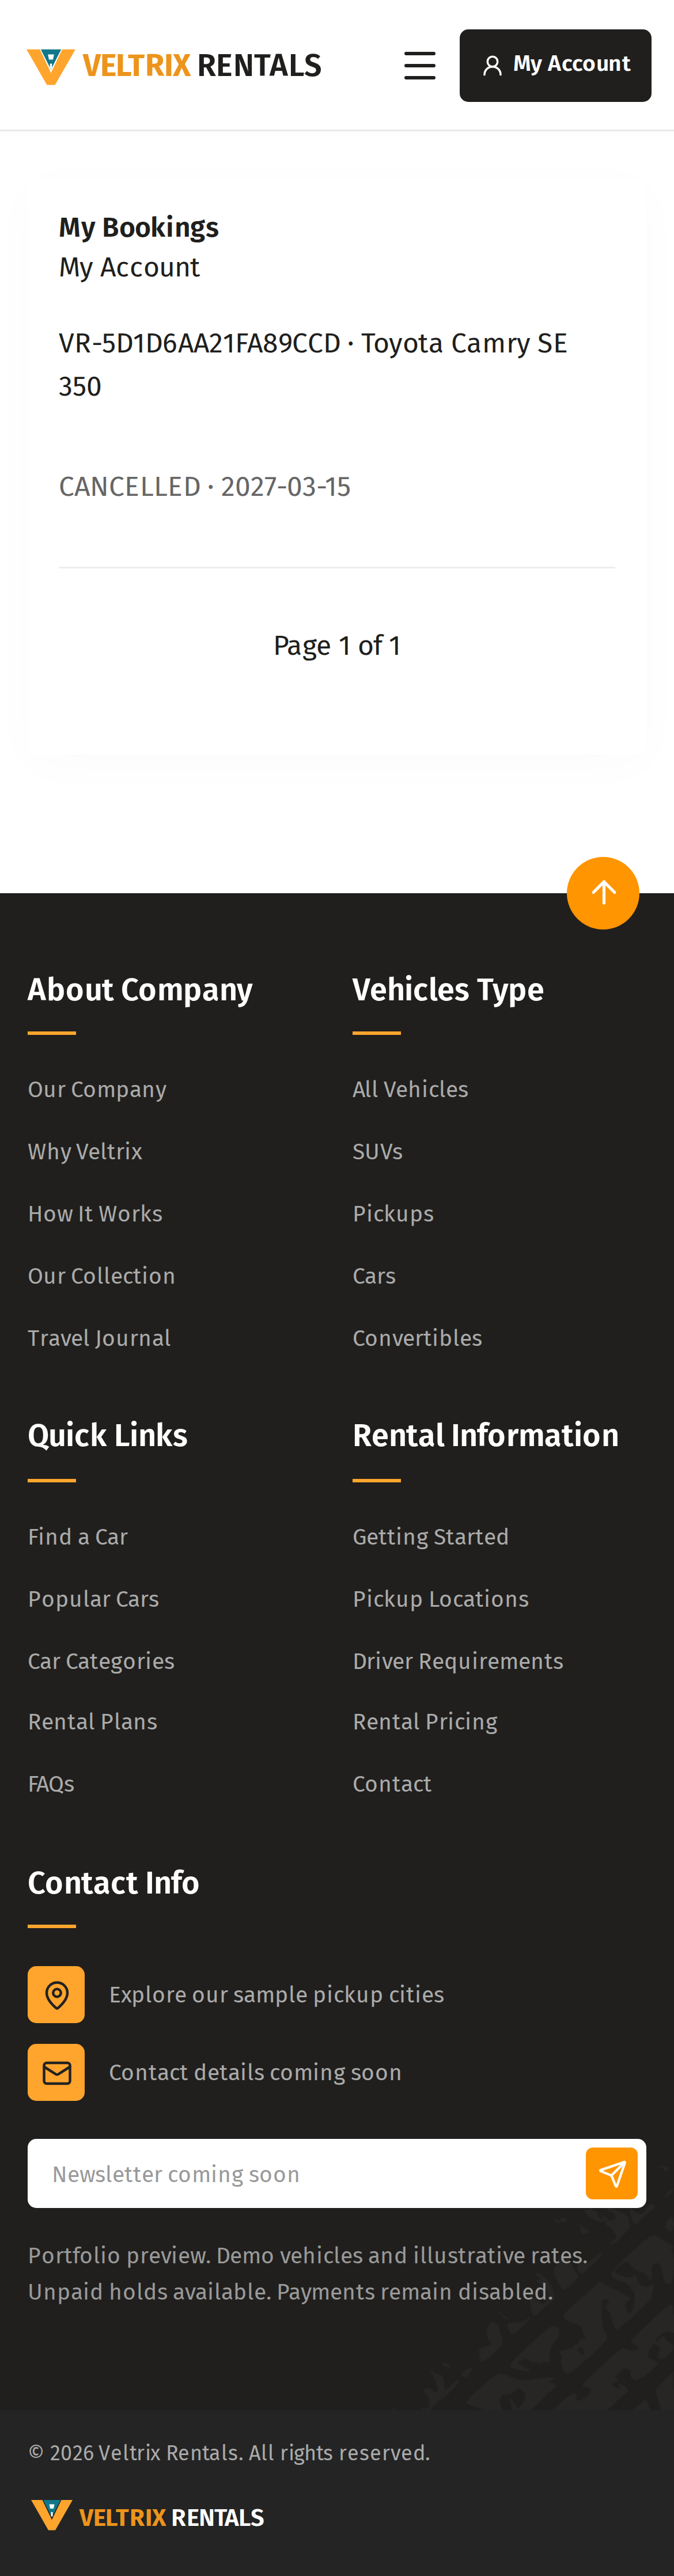 VELTRIX RENTALS
My Account
My Bookings
My Account
VR-5D1D6AA21FA89CCD · Toyota Camry SE
350
CANCELLED · 2027-03-15
Page 1 of 1
About Company
Our Company
Why Veltrix
How It Works
Our Collection
Travel Journal
Vehicles Type
All Vehicles
SUVs
Pickups
Cars
Convertibles
Quick Links
Find a Car
Popular Cars
Car Categories
Rental Plans
FAQs
Rental Information
Getting Started
Pickup Locations
Driver Requirements
Rental Pricing
Contact
Contact Info
Explore our sample pickup cities
Contact details coming soon
Newsletter coming soon
Portfolio preview. Demo vehicles and illustrative rates.
Unpaid holds available. Payments remain disabled.
© 2026 Veltrix Rentals. All rights reserved.
VELTRIX RENTALS